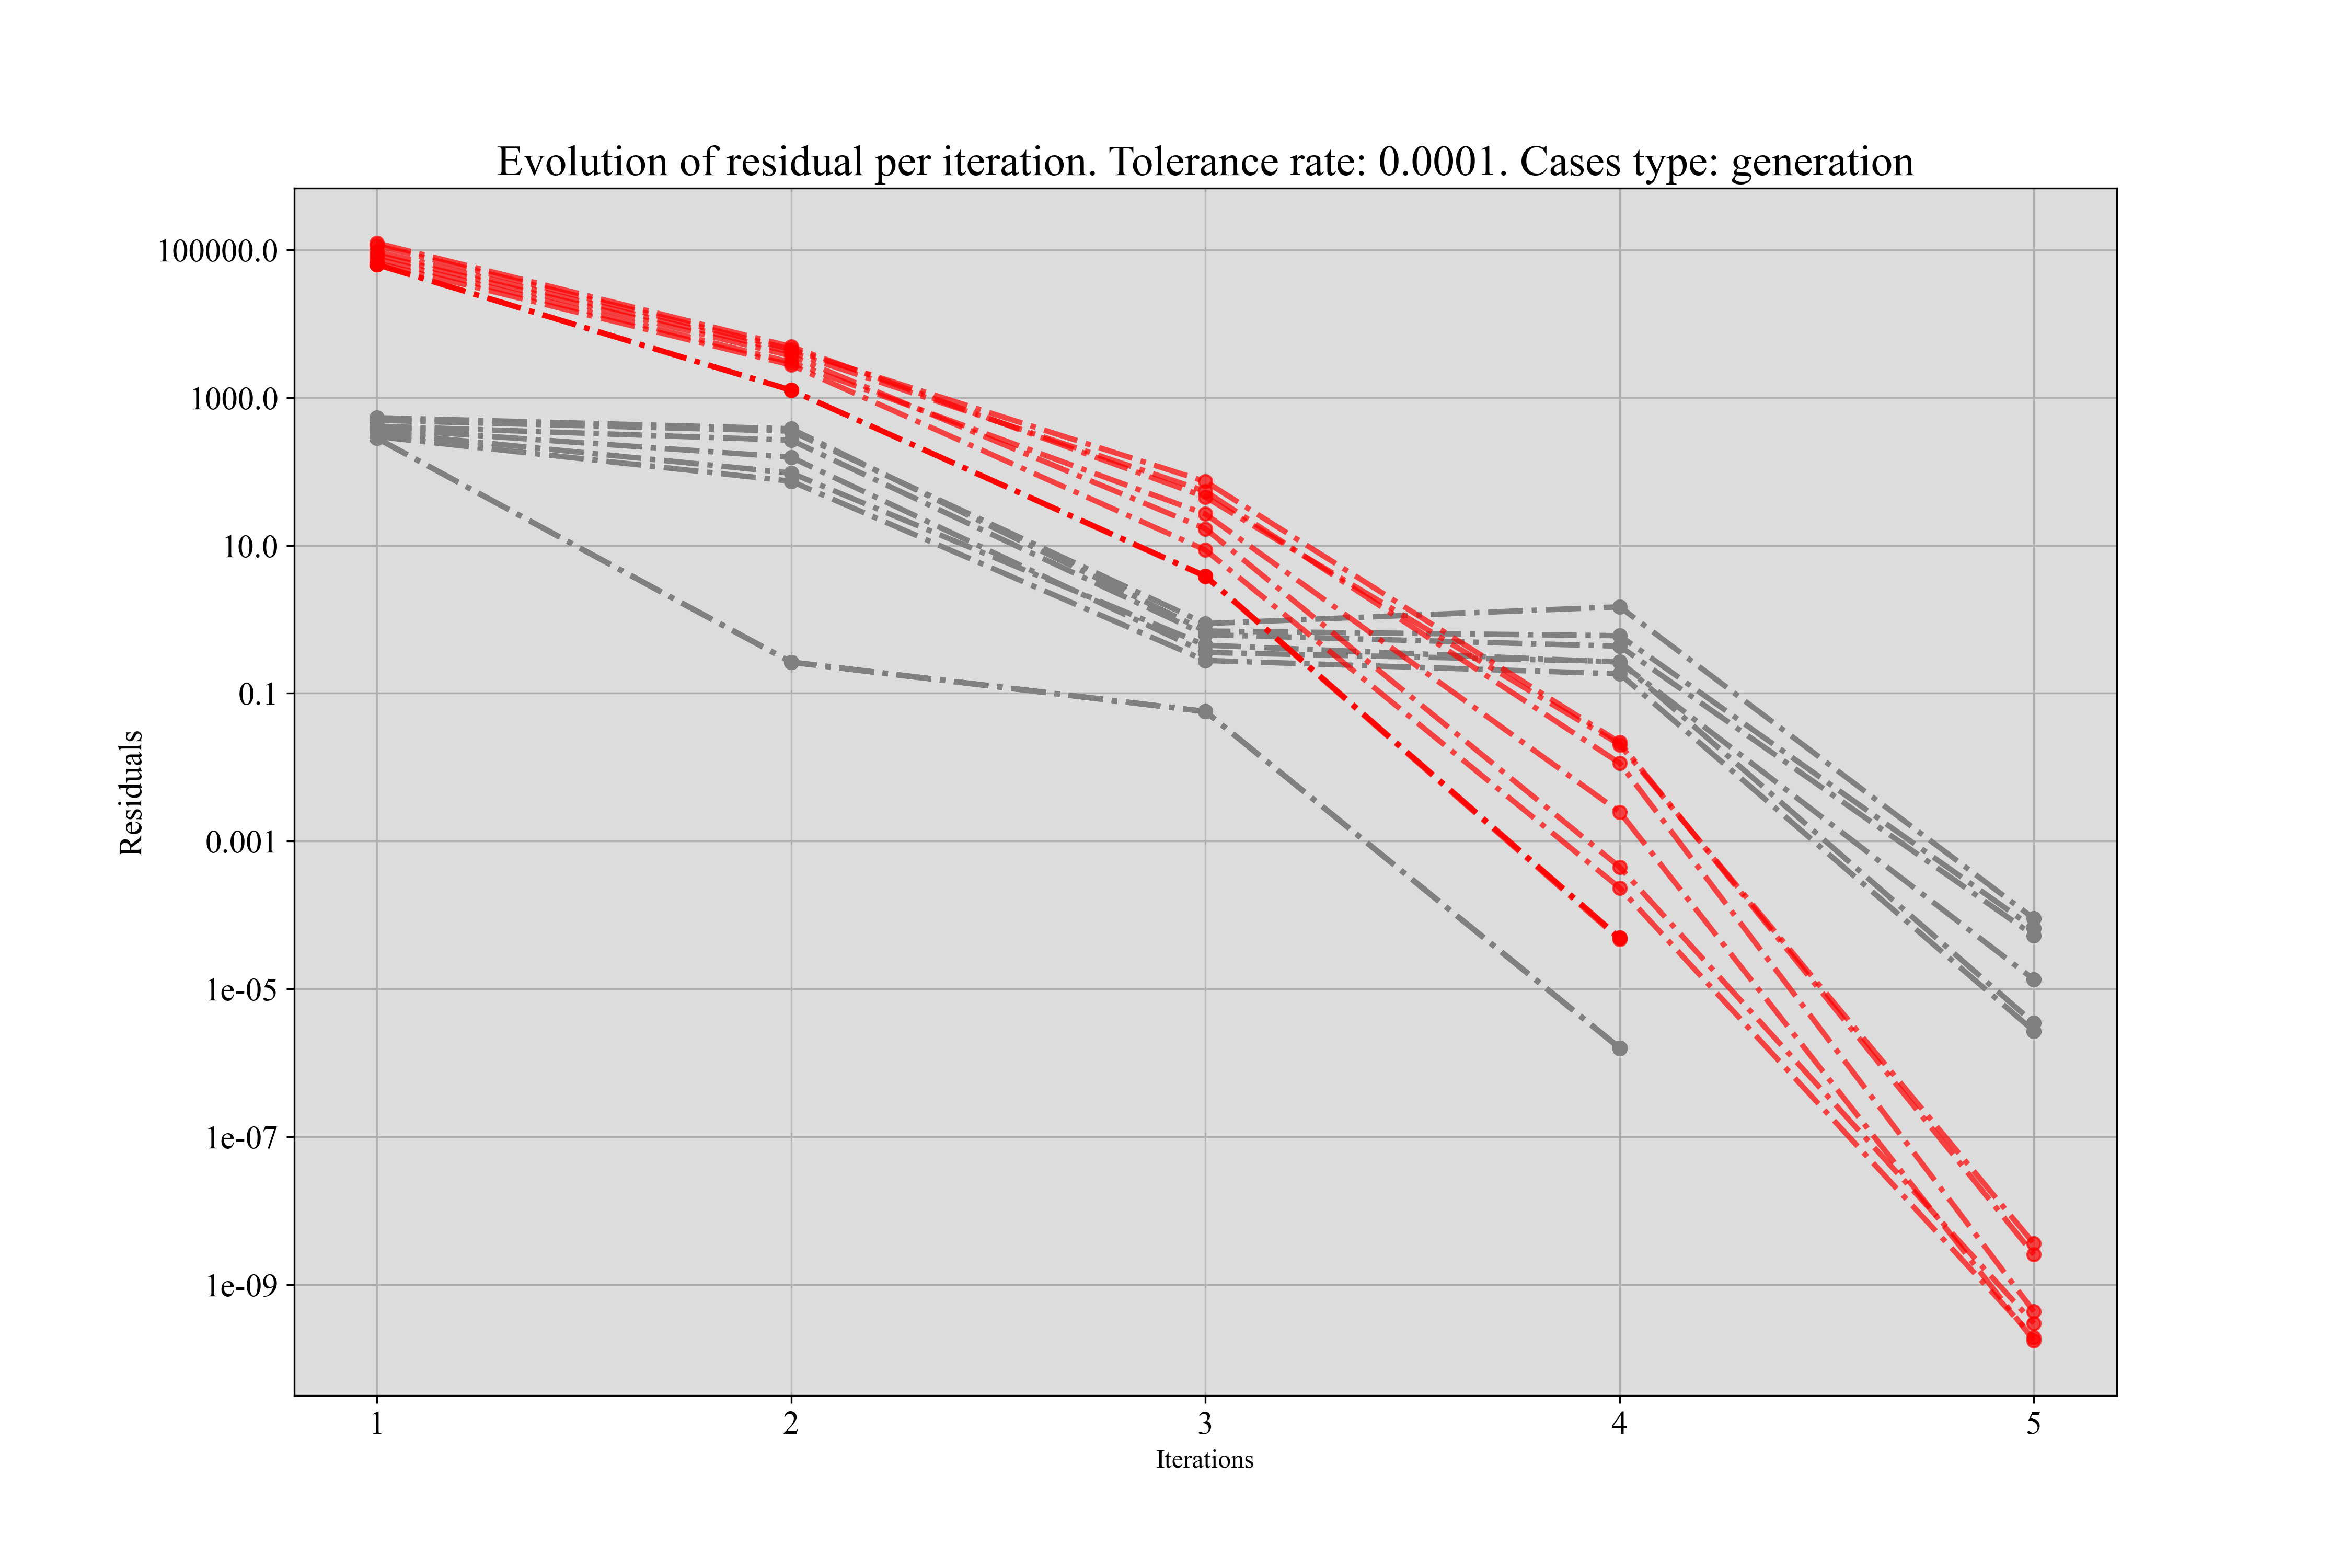 Evolution of residual per iteration. Tolerance rate: 0.0001. Cases type: generation
100000.0
1000.0
10.0
0.1
0.001
1e-05
1e-07
1e-09
Residuals
1 2 3 4 5
Iterations